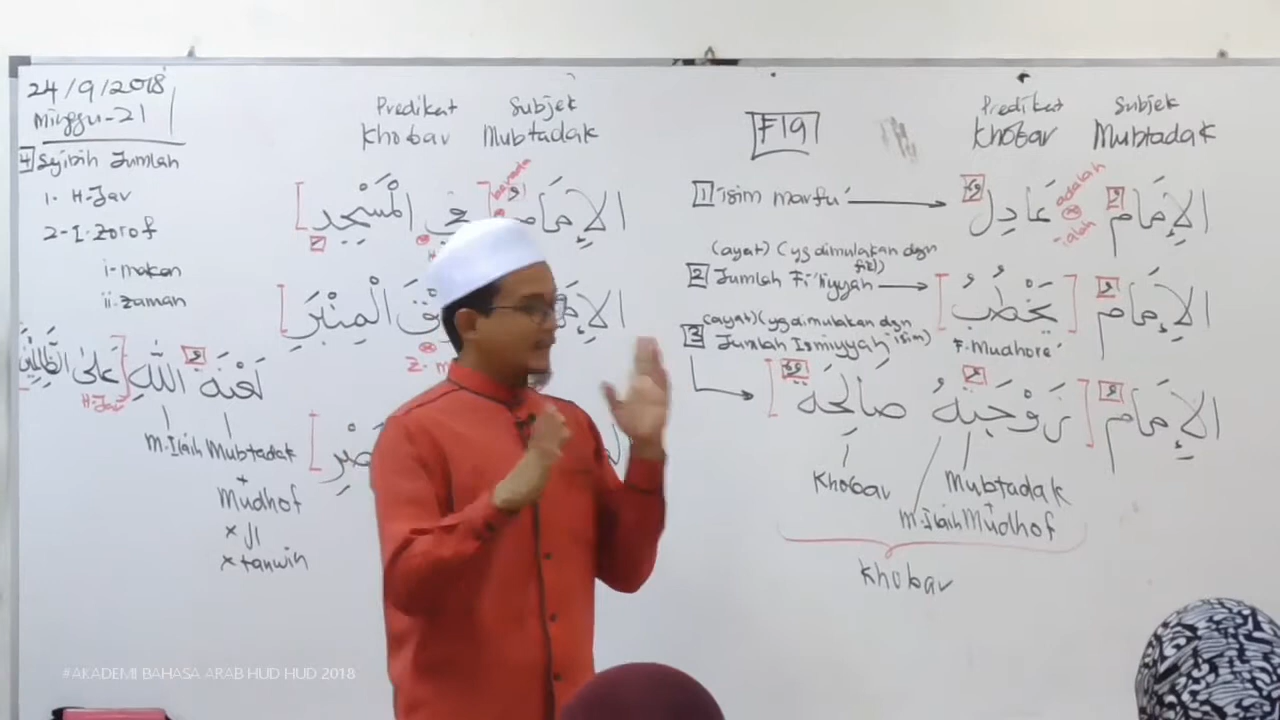 24/9/2018
Minggu-21
4 Syibih Jumlah
1. H-Jar
2-I.Zorof
i-makan
ii.zaman
Predikat Subjek
Khobar Mubtadak
الإِمَام
الْمَسْجِدِ
الْمِنْبَرَ
لَعْنَةُ اللهِ عَلَى الظَّالِمِيْنَ
H-Jar
M.Ilaih Mubtadak
+
Mudhof
x ال
x tanwin
F19
Predikat Subjek
Khobar Mubtadak
1 isim marfu' →
الإِمَام عَادِل
adalah
ialah
(ayat) (yg dimulakan dgn fiil)
2 Jumlah Fi'liyyah →
الإِمَام يَخْطُبُ
F. Mudhore'
(ayat) (yg dimulakan dgn isim)
3 Jumlah Ismiyyah
الإِمَام زَوْجَتُهُ صَالِحَة
Khobar Mubtadak
M.Ilaih Mudhof
Khobar
#AKADEMI BAHASA ARAB HUD HUD 2018